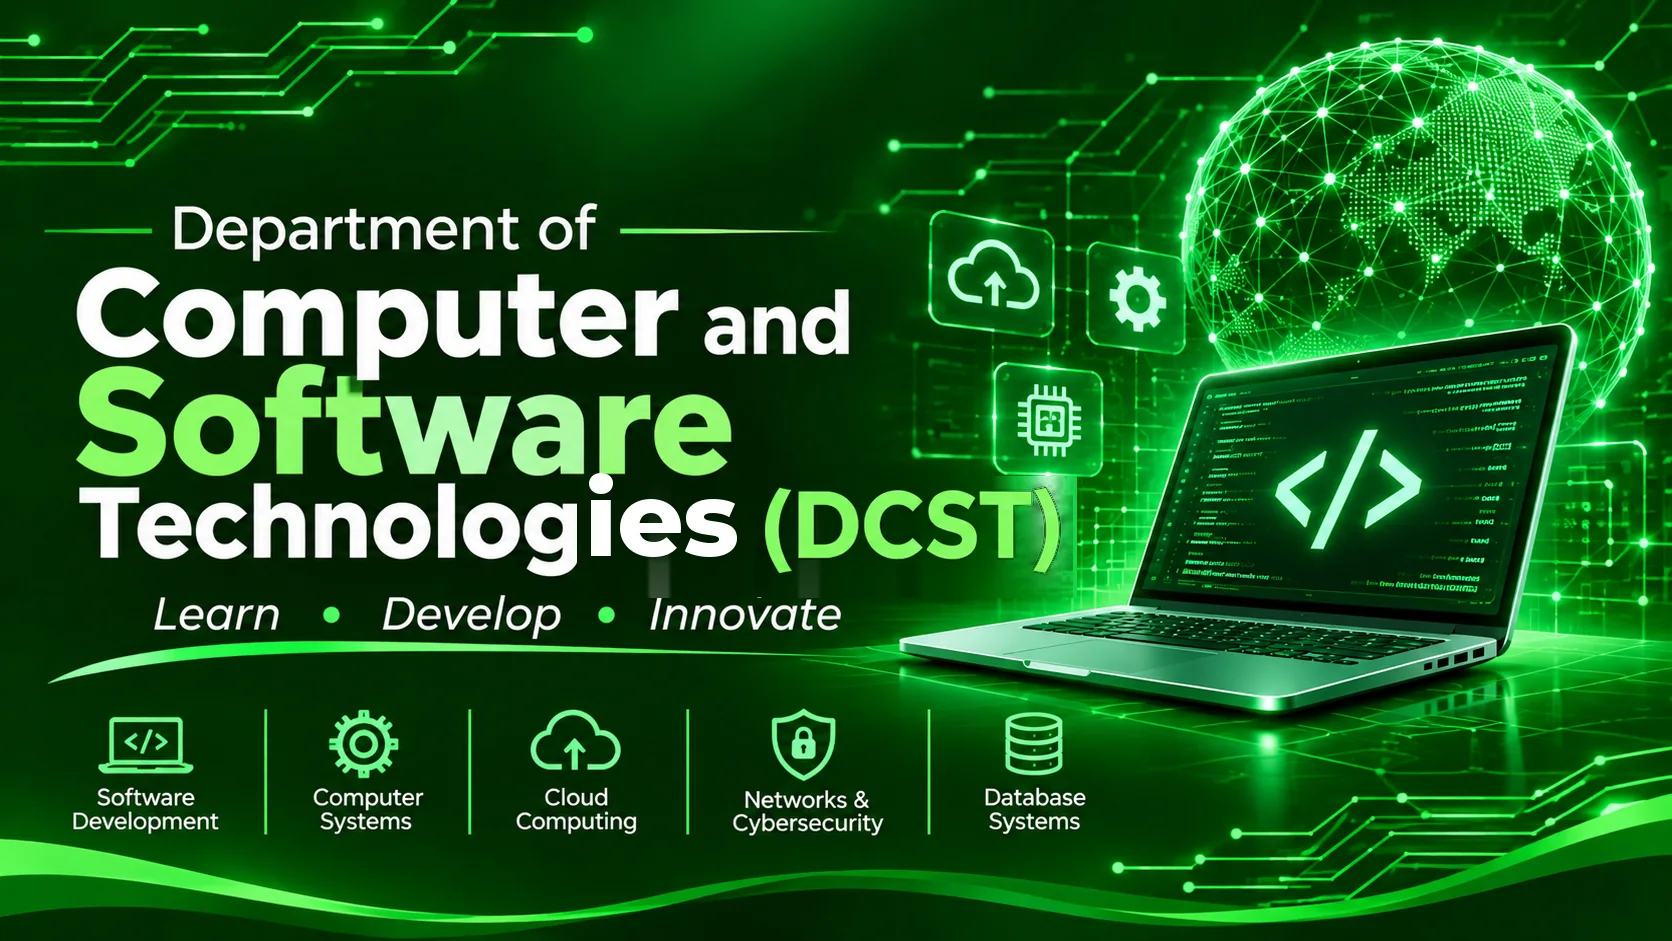 Department of
Computer and
Software
Technologies (DCST)
Learn • Develop • Innovate
</>
</>
Software
Development
Computer
Systems
Cloud
Computing
Networks &
Cybersecurity
Database
Systems